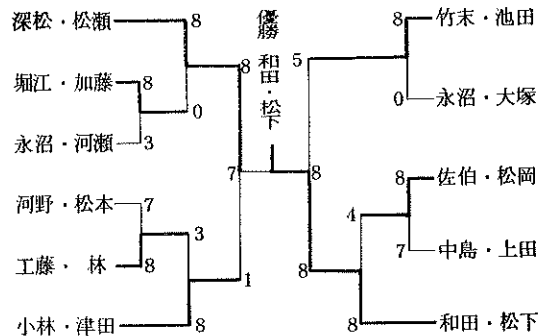 優勝 和田・松下
深松・松瀬 8
堀江・加藤 8
永沼・河瀬 3
0
8
河野・松本 7
工藤・林 8
3
小林・津田 8
1
7
竹末・池田 8
永沼・大塚 0
5
佐伯・松岡 8
中島・上田 7
4
和田・松下 8
8
8